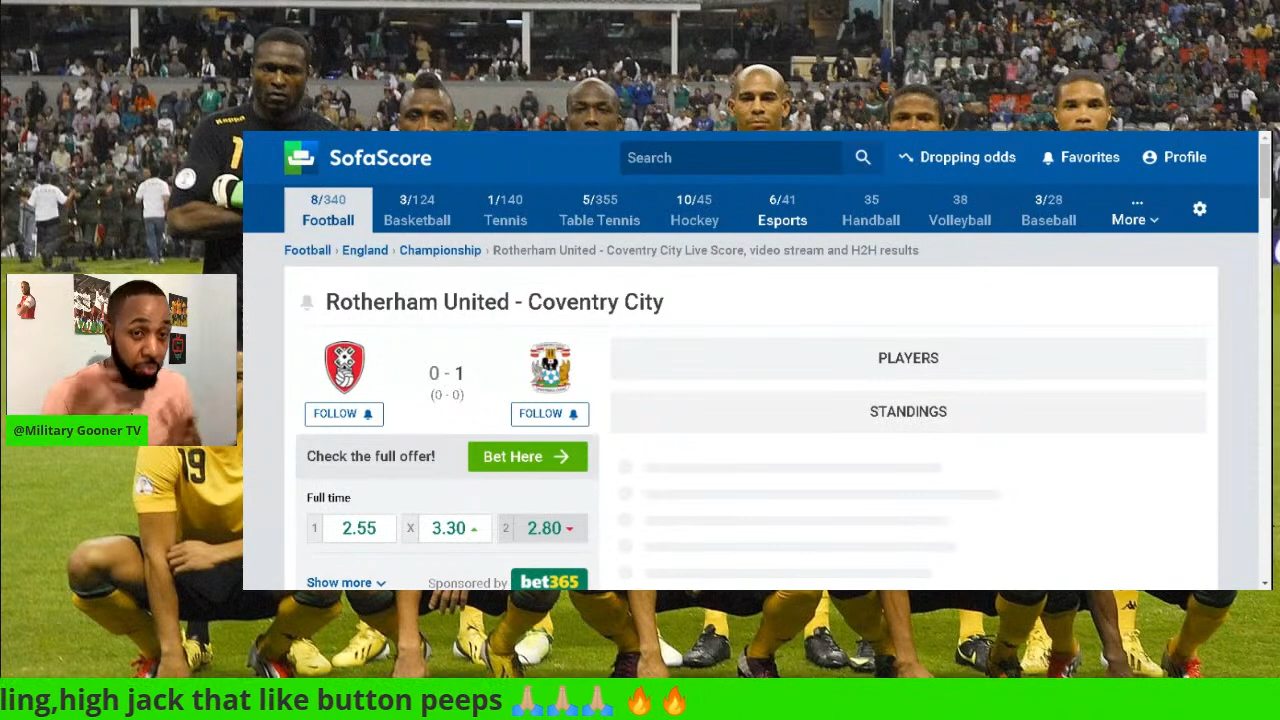 SofaScore
Search
Dropping odds
Favorites
Profile
8/340
Football
3/124
Basketball
1/140
Tennis
5/355
Table Tennis
10/45
Hockey
6/41
Esports
35
Handball
38
Volleyball
3/28
Baseball
...
More
Football › England › Championship › Rotherham United - Coventry City Live Score, video stream and H2H results
Rotherham United - Coventry City
0 - 1
(0 - 0)
FOLLOW
FOLLOW
PLAYERS
STANDINGS
Check the full offer!
Bet Here →
Full time
1 2.55 X 3.30 2 2.80
Show more
Sponsored by bet365
@Military Gooner TV
19
ling,high jack that like button peeps 🙏🏼🙏🏼🙏🏼 🔥🔥